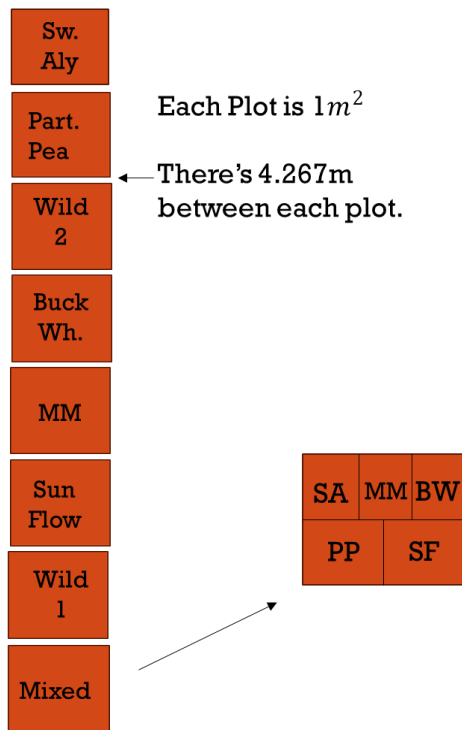 Sw.
Aly
Part.
Pea
Each Plot is 1m²
There's 4.267m
between each plot.
Wild
2
Buck
Wh.
MM
Sun
Flow
Wild
1
Mixed
SA MM BW
PP SF